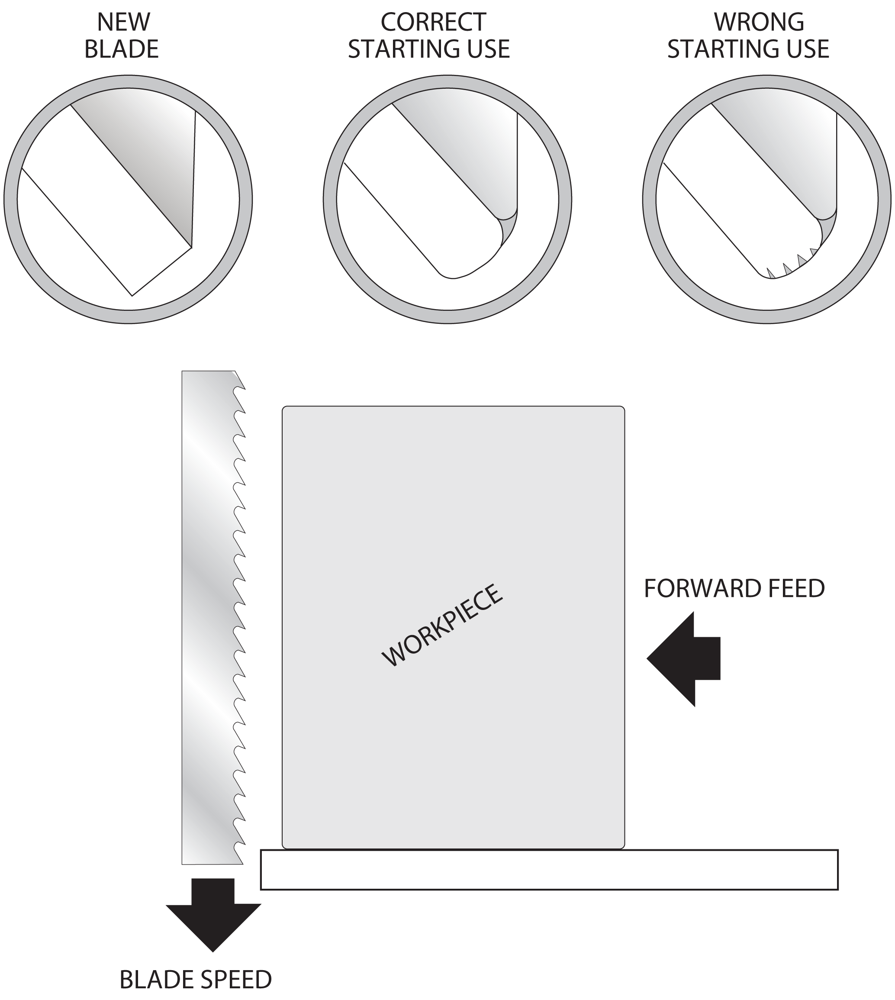 NEW
BLADE
CORRECT
STARTING USE
WRONG
STARTING USE
WORKPIECE
FORWARD FEED
BLADE SPEED